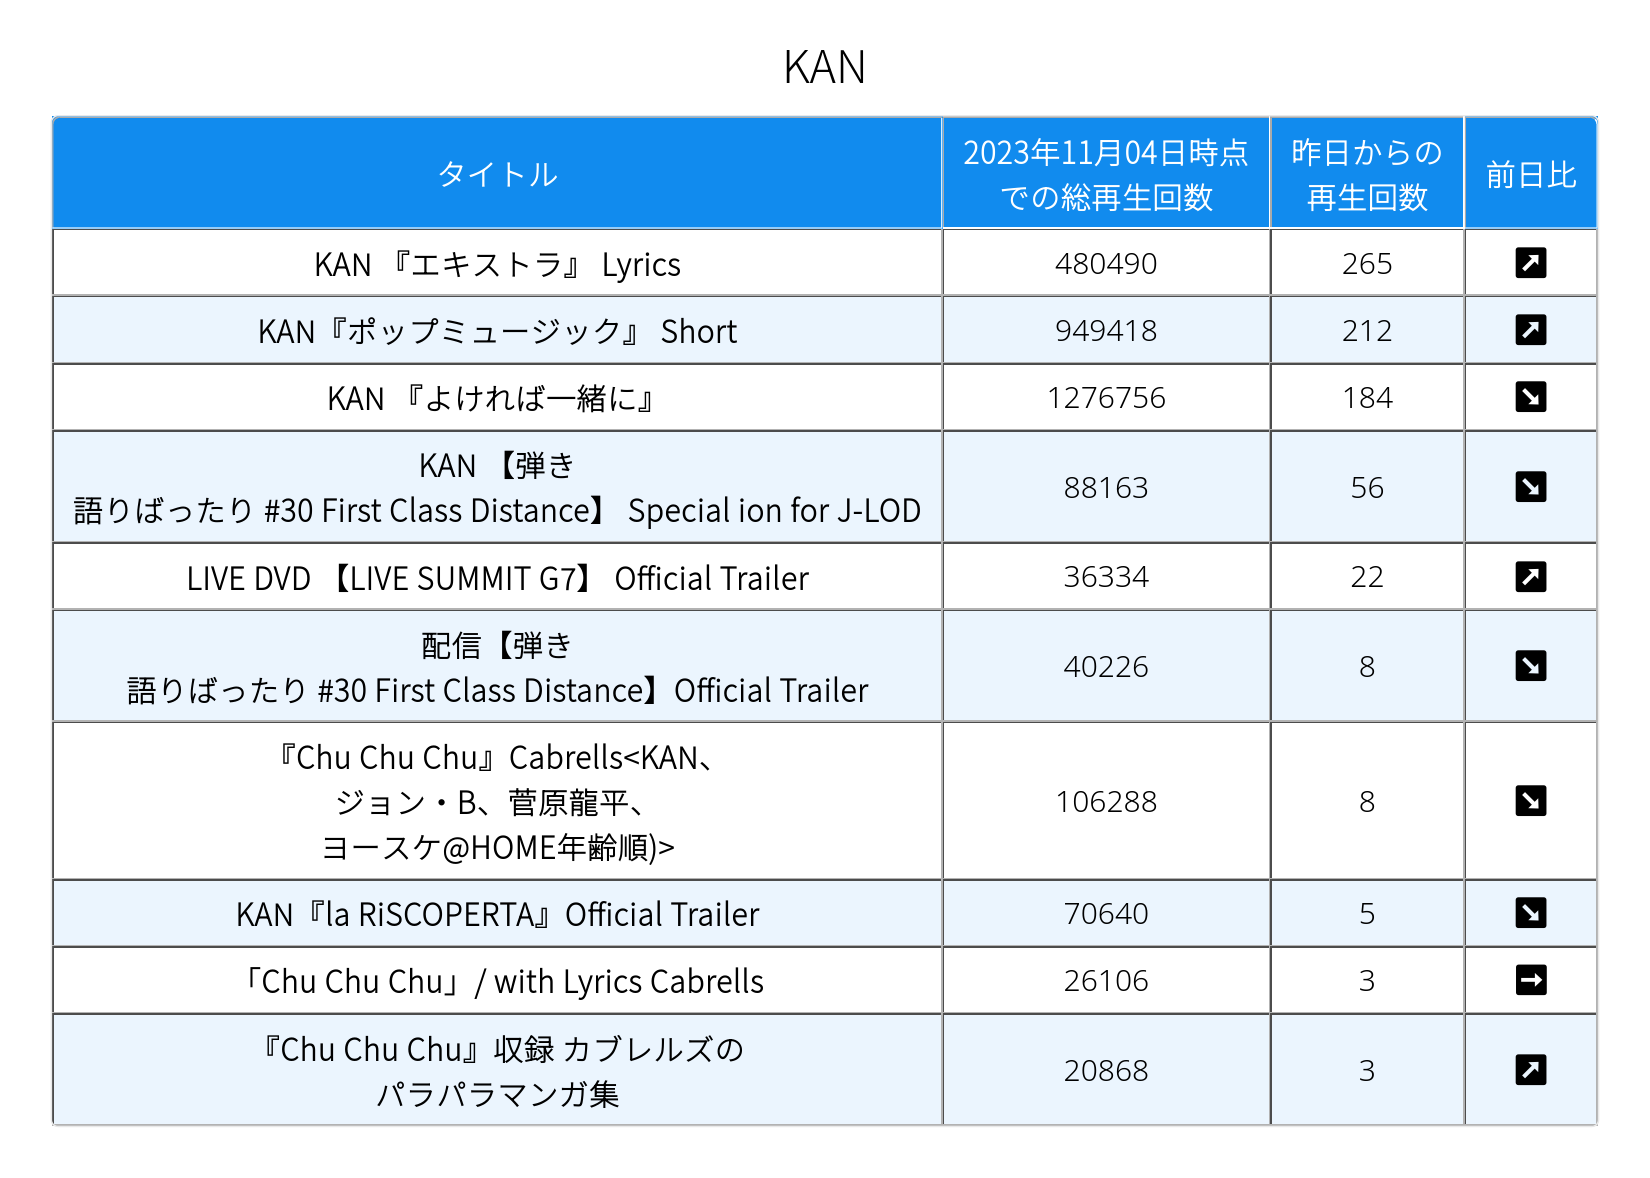 KAN
タイトル
2023年11月04日時点
での総再生回数
昨日からの
再生回数
前日比
KAN 『エキストラ』 Lyrics
480490
265
↗
KAN『ポップミュージック』 Short
949418
212
↗
KAN 『よければ一緒に』
1276756
184
↘
KAN 【弾き
語りばったり #30 First Class Distance】 Special ion for J-LOD
88163
56
↘
LIVE DVD 【LIVE SUMMIT G7】 Official Trailer
36334
22
↗
配信【弾き
語りばったり #30 First Class Distance】Official Trailer
40226
8
↘
『Chu Chu Chu』Cabrells<KAN、
ジョン・B、菅原龍平、
ヨースケ@HOME年齢順)>
106288
8
↘
KAN『la RiSCOPERTA』Official Trailer
70640
5
↘
「Chu Chu Chu」/ with Lyrics Cabrells
26106
3
→
『Chu Chu Chu』収録 カブレルズの
パラパラマンガ集
20868
3
↗